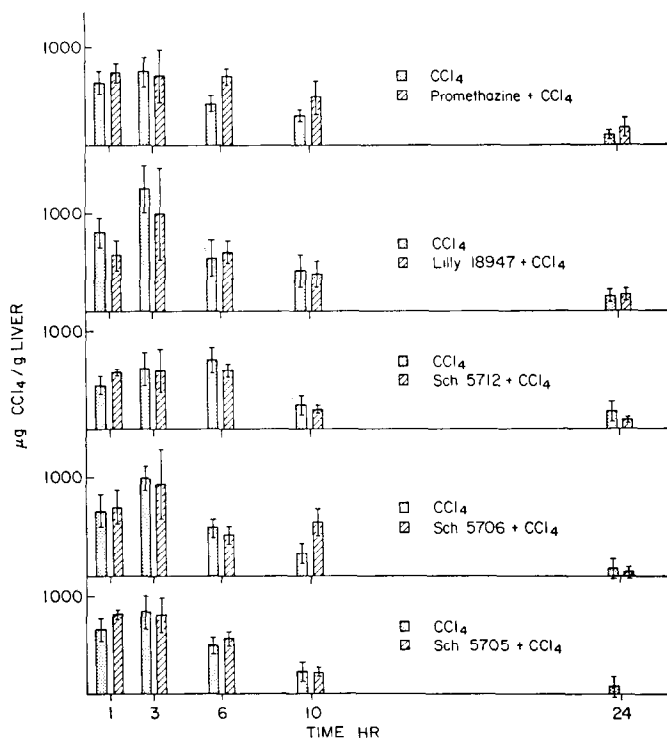 1000
CCl4
Promethazine + CCl4
1000
CCl4
Lilly 18947 + CCl4
1000
CCl4
Sch 5712 + CCl4
1000
CCl4
Sch 5706 + CCl4
1000
CCl4
Sch 5705 + CCl4
µg CCl4/g LIVER
1 3 6 10 24
TIME HR